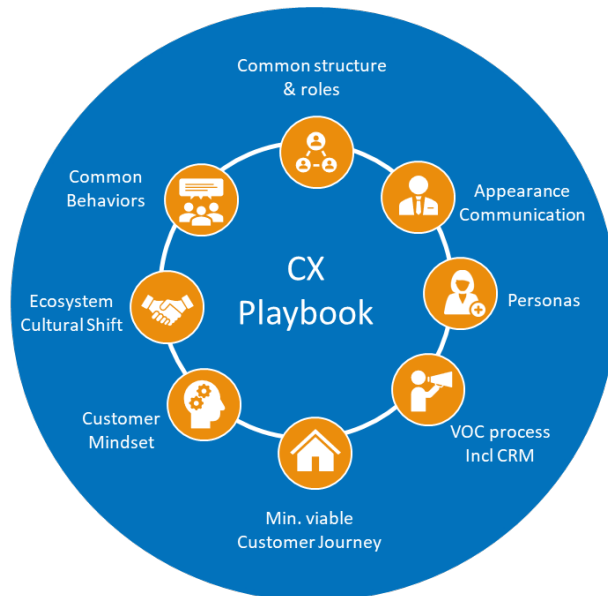 Common structure
& roles
Common
Behaviors
Appearance
Communication
CX
Playbook
Ecosystem
Cultural Shift
Personas
Customer
Mindset
VOC process
Incl CRM
Min. viable
Customer Journey